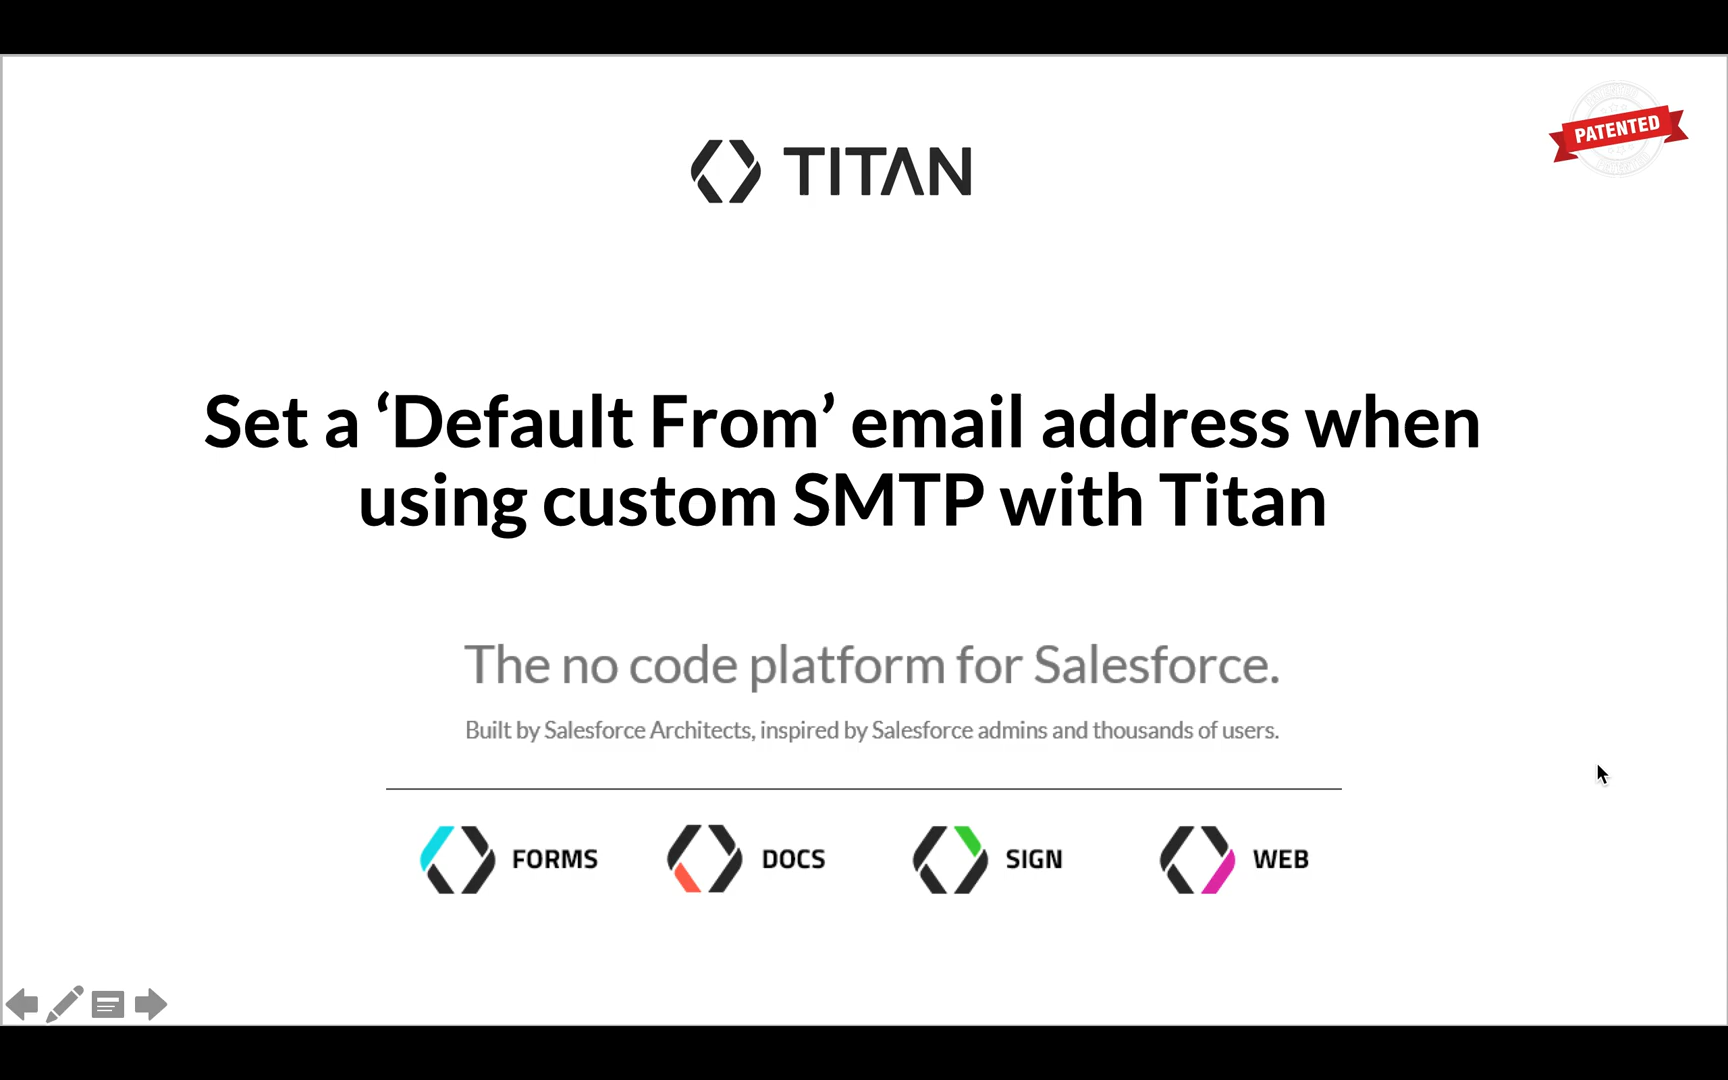 PATENTED
TITAN
Set a ‘Default From’ email address when
using custom SMTP with Titan
The no code platform for Salesforce.
Built by Salesforce Architects, inspired by Salesforce admins and thousands of users.
FORMS DOCS SIGN WEB